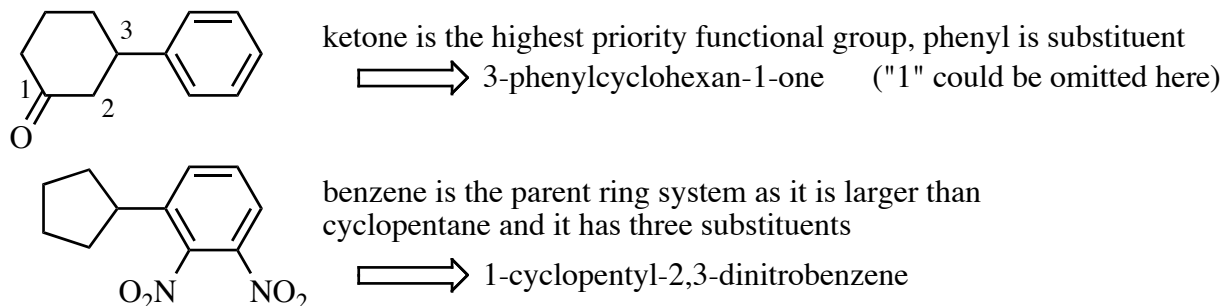 3
1
2
O
ketone is the highest priority functional group, phenyl is substituent
3-phenylcyclohexan-1-one ("1" could be omitted here)
O₂N
NO₂
benzene is the parent ring system as it is larger than
cyclopentane and it has three substituents
1-cyclopentyl-2,3-dinitrobenzene